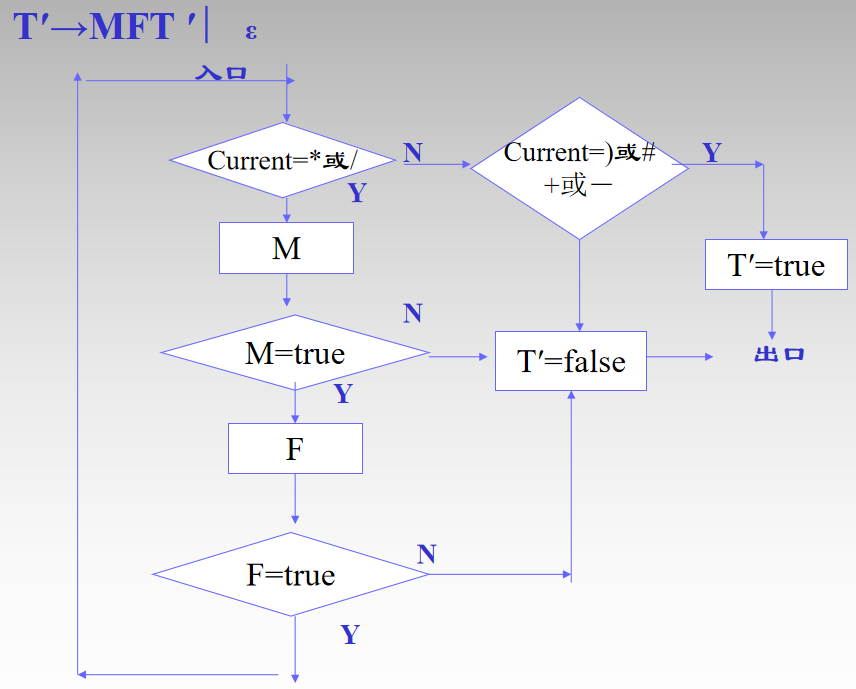 T′→MFT ′| ε
入口
Current=*或/
N
Current=)或#
+或－
Y
Y
M
T′=true
N
M=true
T′=false
出口
Y
F
N
F=true
Y